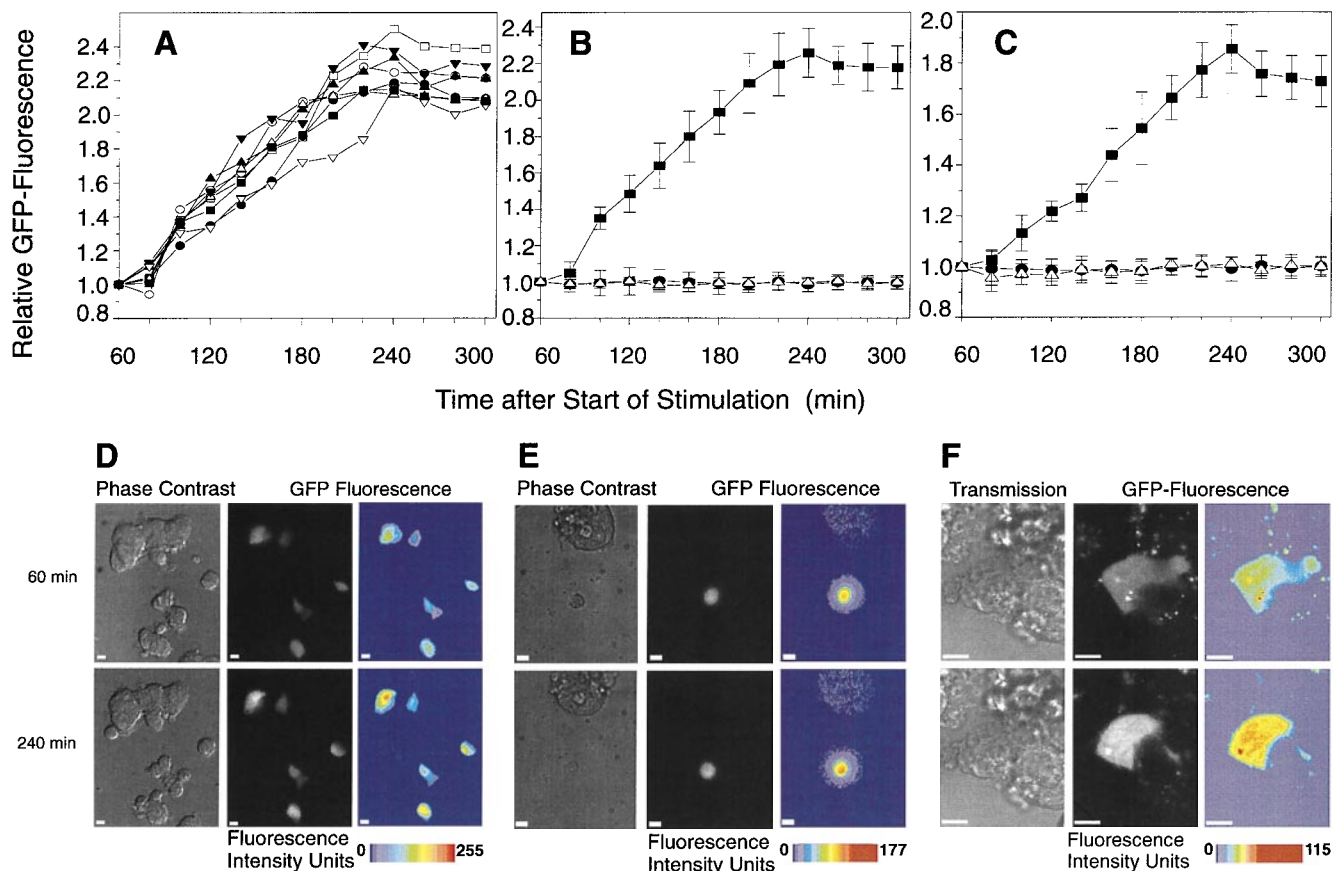 Relative GFP-Fluorescence
A
2.4
2.2
2.0
1.8
1.6
1.4
1.2
1.0
0.8
60 120 180 240 300
B
2.6
2.4
2.2
2.0
1.8
1.6
1.4
1.2
1.0
0.8
60 120 180 240 300
C
2.0
1.8
1.6
1.4
1.2
1.0
0.8
60 120 180 240 300
Time after Start of Stimulation (min)
D
Phase Contrast GFP Fluorescence
60 min
240 min
Fluorescence
Intensity Units 0 255
E
Phase Contrast GFP Fluorescence
Fluorescence
Intensity Units 0 177
F
Transmission GFP-Fluorescence
Fluorescence
Intensity Units 0 115